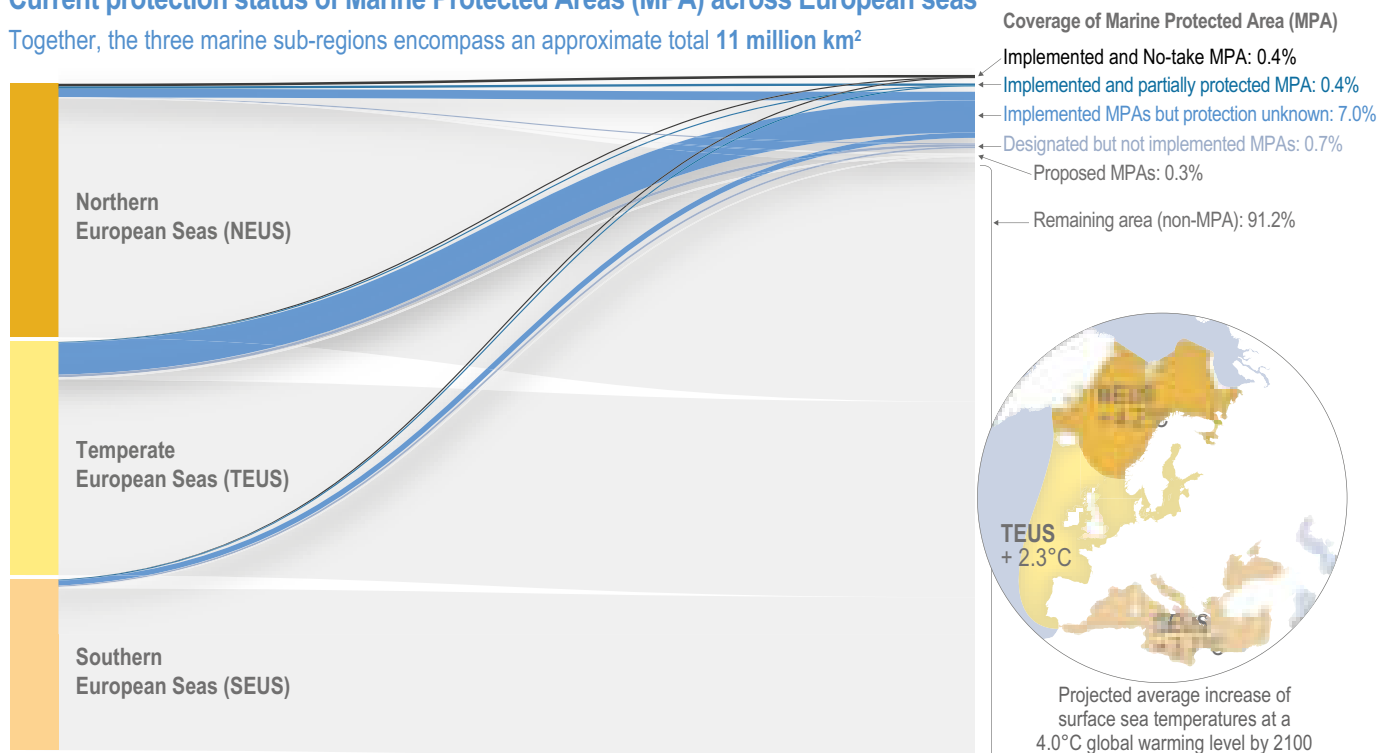 Current protection status of Marine Protected Areas (MPA) across European seas
Together, the three marine sub-regions encompass an approximate total 11 million km²
Coverage of Marine Protected Area (MPA)
Implemented and No-take MPA: 0.4%
Implemented and partially protected MPA: 0.4%
Implemented MPAs but protection unknown: 7.0%
Designated but not implemented MPAs: 0.7%
Proposed MPAs: 0.3%
Remaining area (non-MPA): 91.2%
Northern
European Seas (NEUS)
Temperate
European Seas (TEUS)
Southern
European Seas (SEUS)
NEUS
TEUS
+ 2.3°C
Projected average increase of
surface sea temperatures at a
4.0°C global warming level by 2100